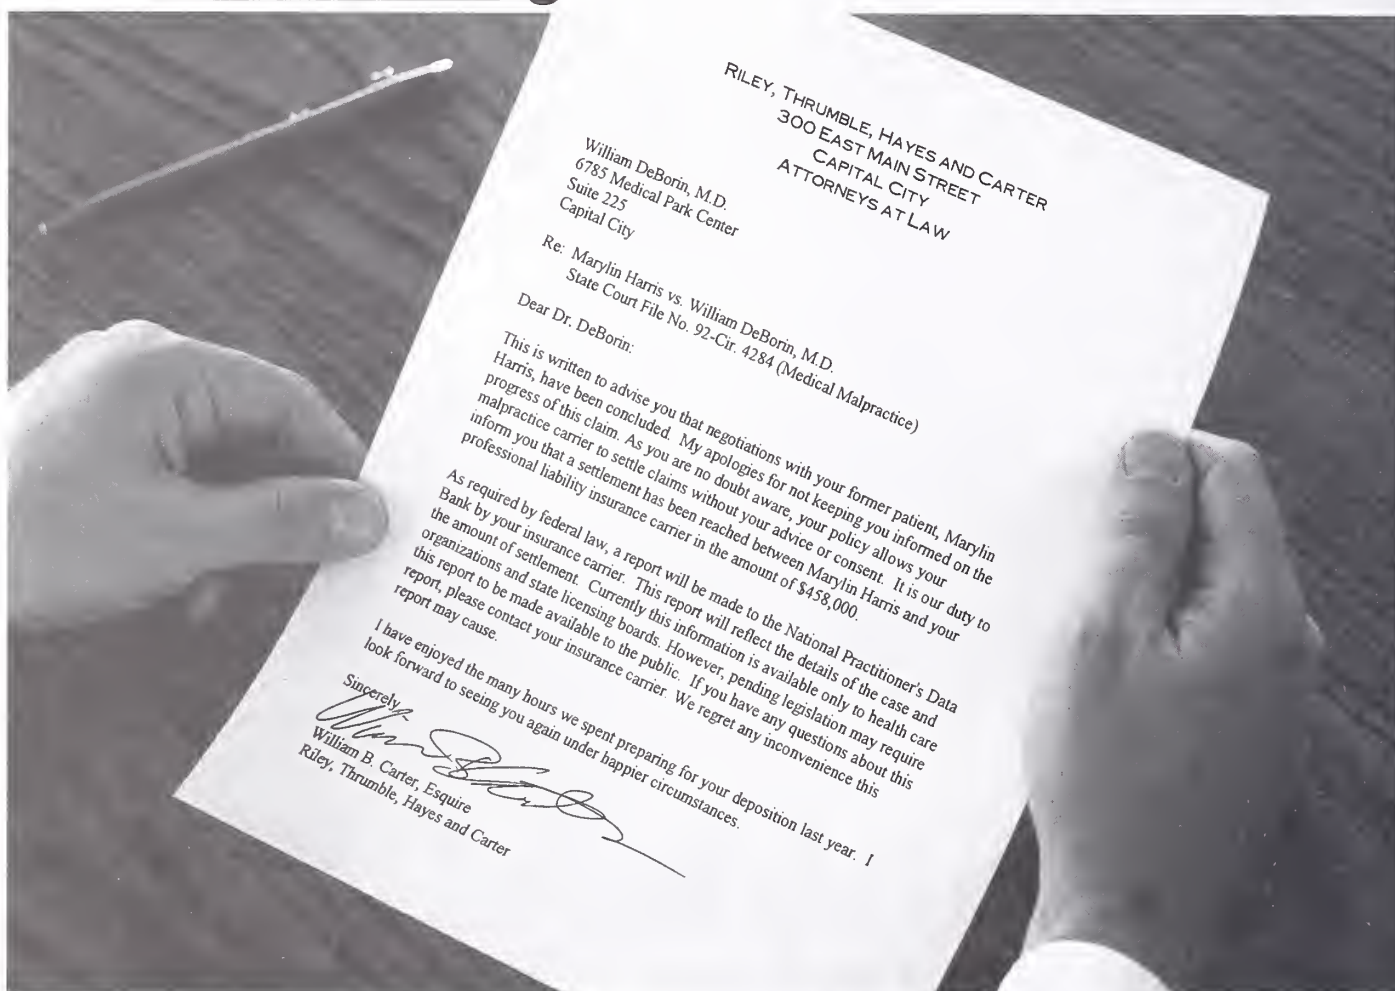 RILEY, THRUMBLE, HAYES AND CARTER
300 EAST MAIN STREET
CAPITAL CITY
ATTORNEYS AT LAW
William DeBorin, M.D.
6785 Medical Park Center
Suite 225
Capital City
Re: Marylin Harris vs. William DeBorin, M.D.
State Court File No. 92-Cir. 4284 (Medical Malpractice)
Dear Dr. DeBorin:
This is written to advise you that negotiations with your former patient, Marylin
Harris, have been concluded. My apologies for not keeping you informed on the
progress of this claim. As you are no doubt aware, your policy allows your
malpractice carrier to settle claims without your advice or consent. It is our duty to
inform you that a settlement has been reached between Marylin Harris and your
professional liability insurance carrier in the amount of $458,000.
As required by federal law, a report will be made to the National Practitioner's Data
Bank by your insurance carrier. This report will reflect the details of the case and
the amount of settlement. Currently this information is available only to health care
organizations and state licensing boards. However, pending legislation may require
this report to be made available to the public. If you have any questions about this
report, please contact your insurance carrier. We regret any inconvenience this
report may cause.
I have enjoyed the many hours we spent preparing for your deposition last year. I
look forward to seeing you again under happier circumstances.
Sincerely,
William B. Carter, Esquire
Riley, Thrumble, Hayes and Carter